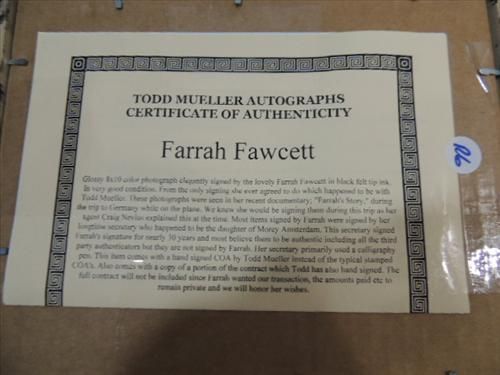 TODD MUELLER AUTOGRAPHS
CERTIFICATE OF AUTHENTICITY
Farrah Fawcett
Glossy 8x10 color photograph elegantly signed by the lovely Farrah Fawcett in black felt tip ink.
In very good condition. From the only signing she ever agreed to do which happened to be with
Todd Mueller. These photographs were seen in her recent documentary; "Farrah's Story," during
the trip to Germany while on the plane. We knew she would be signing them during this trip as her
agent Craig Nevius explained this at the time. Most items signed by Farrah were signed by her
longtime secretary who happened to be the daughter of Morey Amsterdam. This secretary signed
Farrah's signature for nearly 30 years and most believe them to be authentic including all the third
party authenticators but they are not signed by Farrah. Her secretary primarily used a calligraphy
pen. This item comes with a hand signed COA by Todd Mueller instead of the typical stamped
COA's. Also comes with a copy of a portion of the contract which Todd has also hand signed. The
full contract will not be included since Farrah wanted our transaction, the amounts paid etc to
remain private and we will honor her wishes.